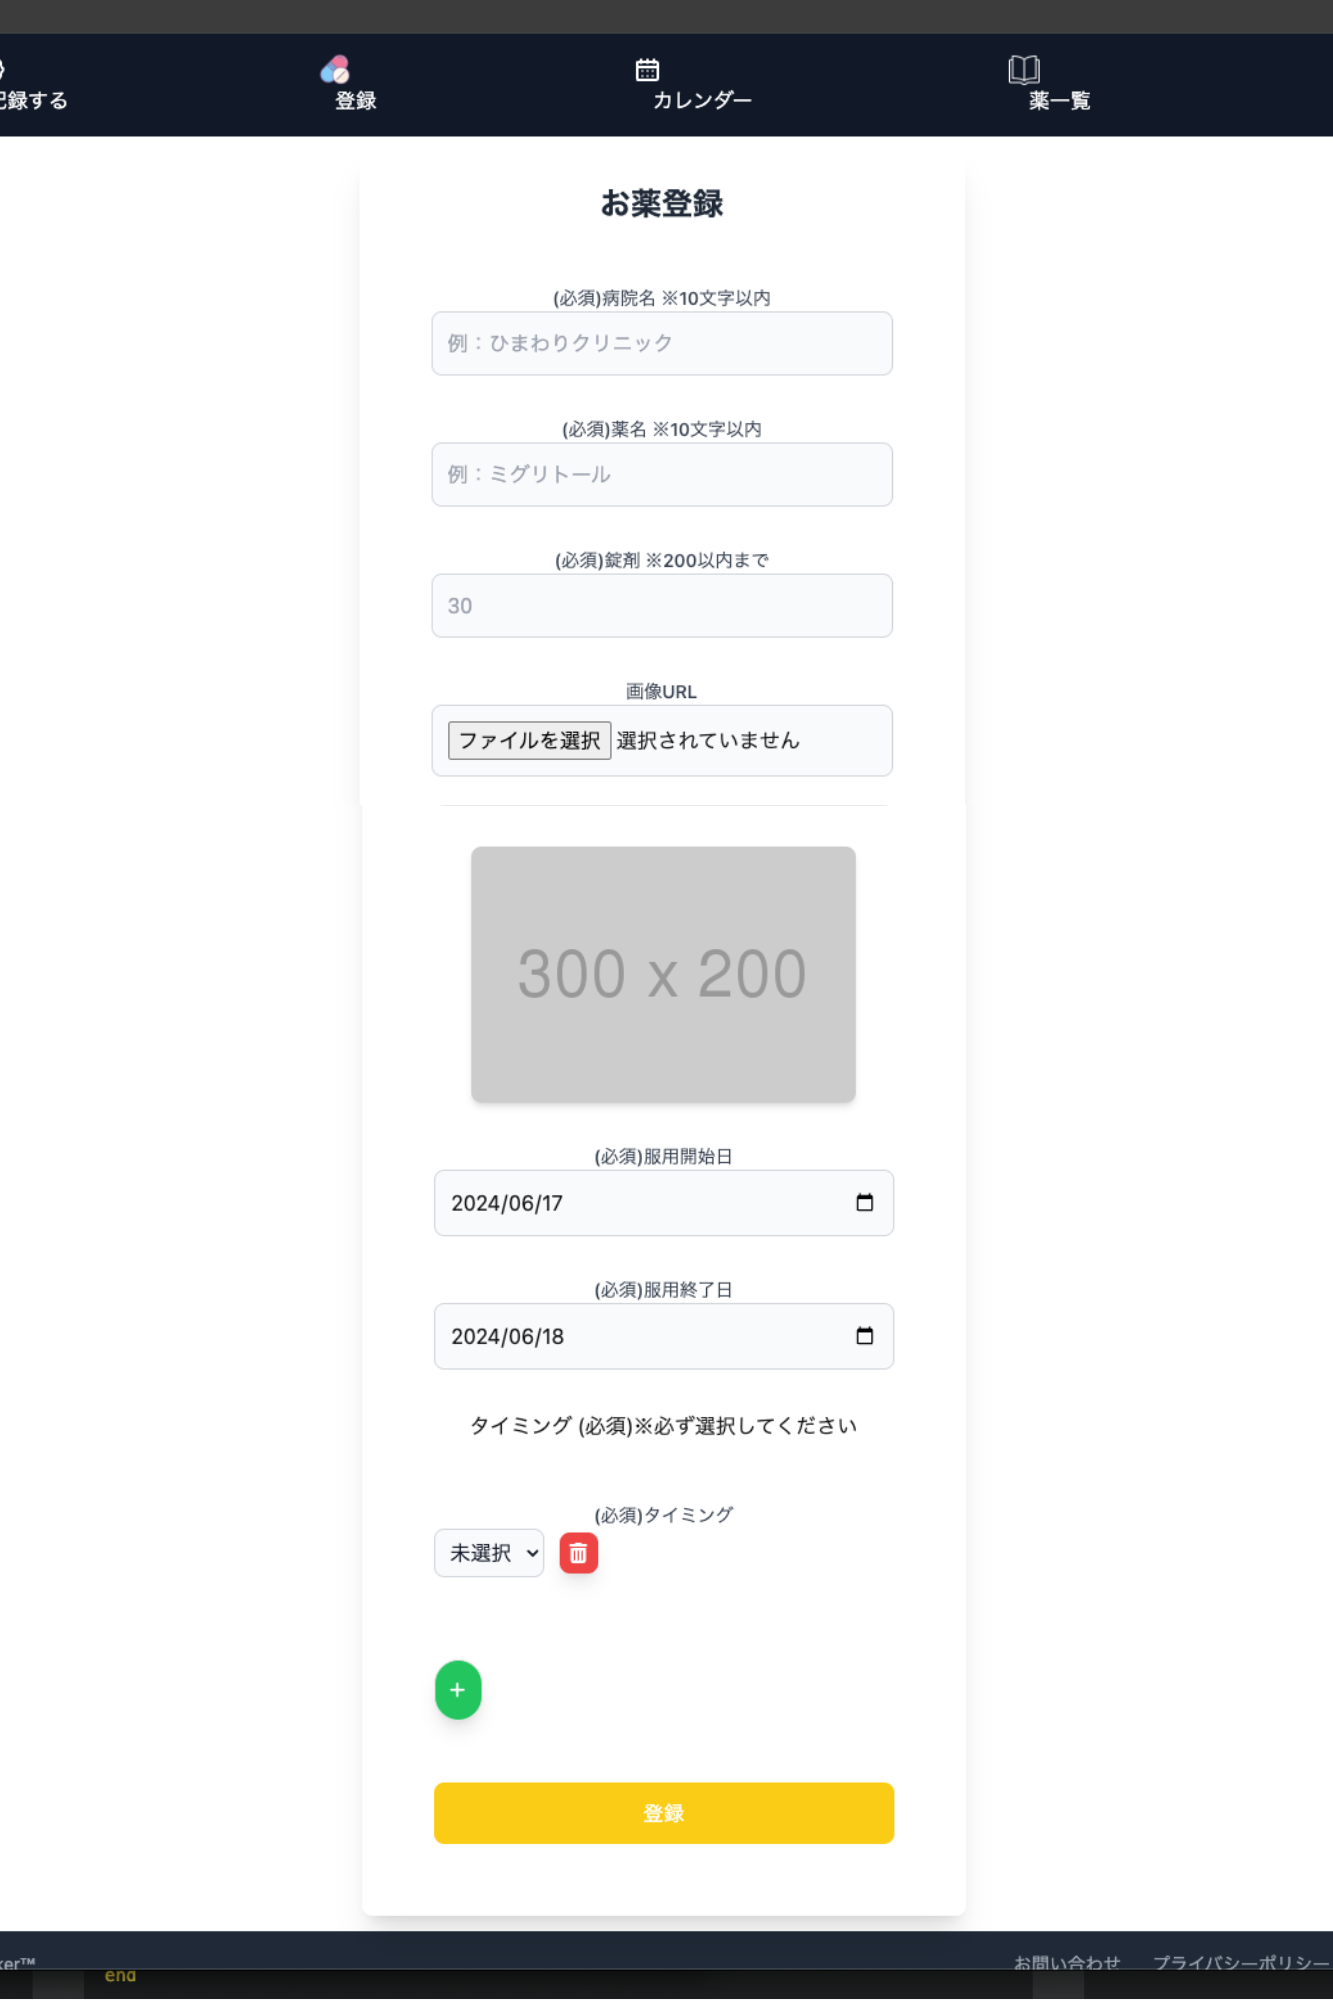 記録する
登録
カレンダー
薬一覧
お薬登録
(必須)病院名 ※10文字以内
例：ひまわりクリニック
(必須)薬名 ※10文字以内
例：ミグリトール
(必須)錠剤 ※200以内まで
30
画像URL
ファイルを選択 選択されていません
300 x 200
(必須)服用開始日
2024/06/17
(必須)服用終了日
2024/06/18
タイミング (必須)※必ず選択してください
(必須)タイミング
未選択
+
登録
ker™
お問い合わせ
プライバシーポリシー
end